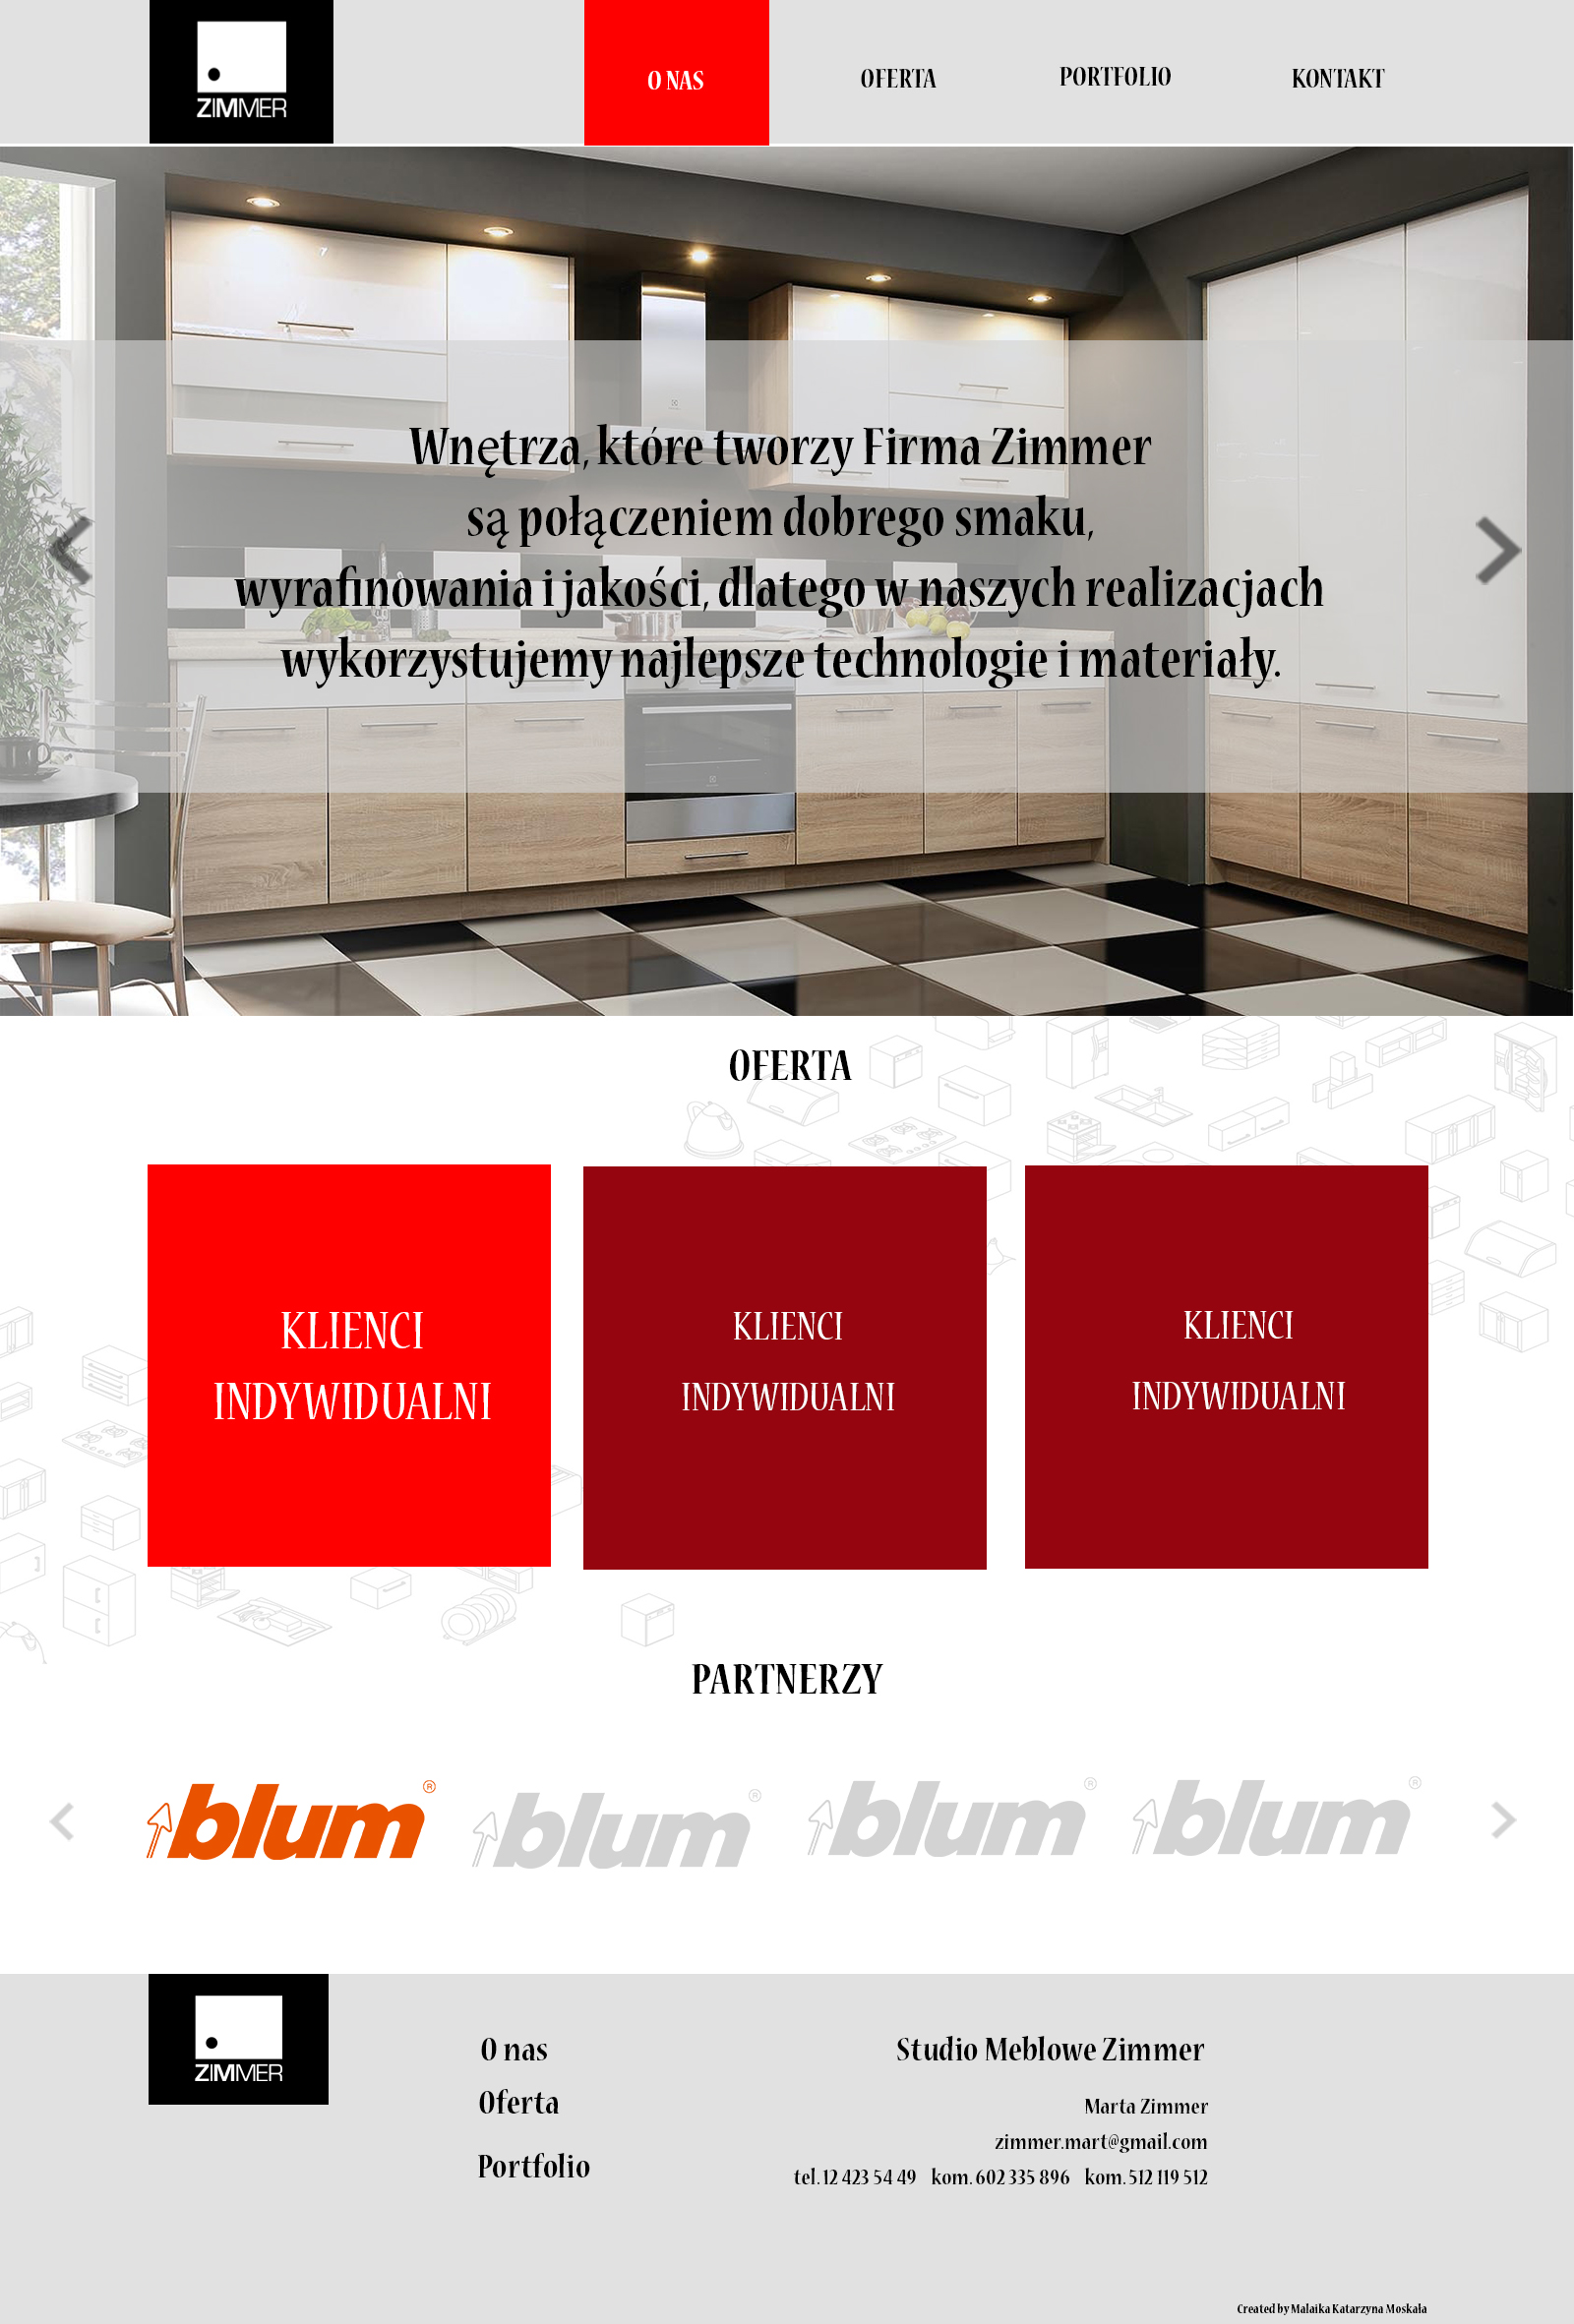 ZIMMER
O NAS
OFERTA
PORTFOLIO
KONTAKT
Wnętrza, które tworzy Firma Zimmer
są połączeniem dobrego smaku,
wyrafinowania i jakości, dlatego w naszych realizacjach
wykorzystujemy najlepsze technologie i materiały.
OFERTA
KLIENCI
INDYWIDUALNI
KLIENCI
INDYWIDUALNI
KLIENCI
INDYWIDUALNI
PARTNERZY
blum®
blum®
blum®
blum®
ZIMMER
O nas
Oferta
Portfolio
Studio Meblowe Zimmer
Marta Zimmer
zimmer.mart@gmail.com
tel. 12 423 54 49 kom. 602 335 896 kom. 512 119 512
Created by Malaika Katarzyna Moskała